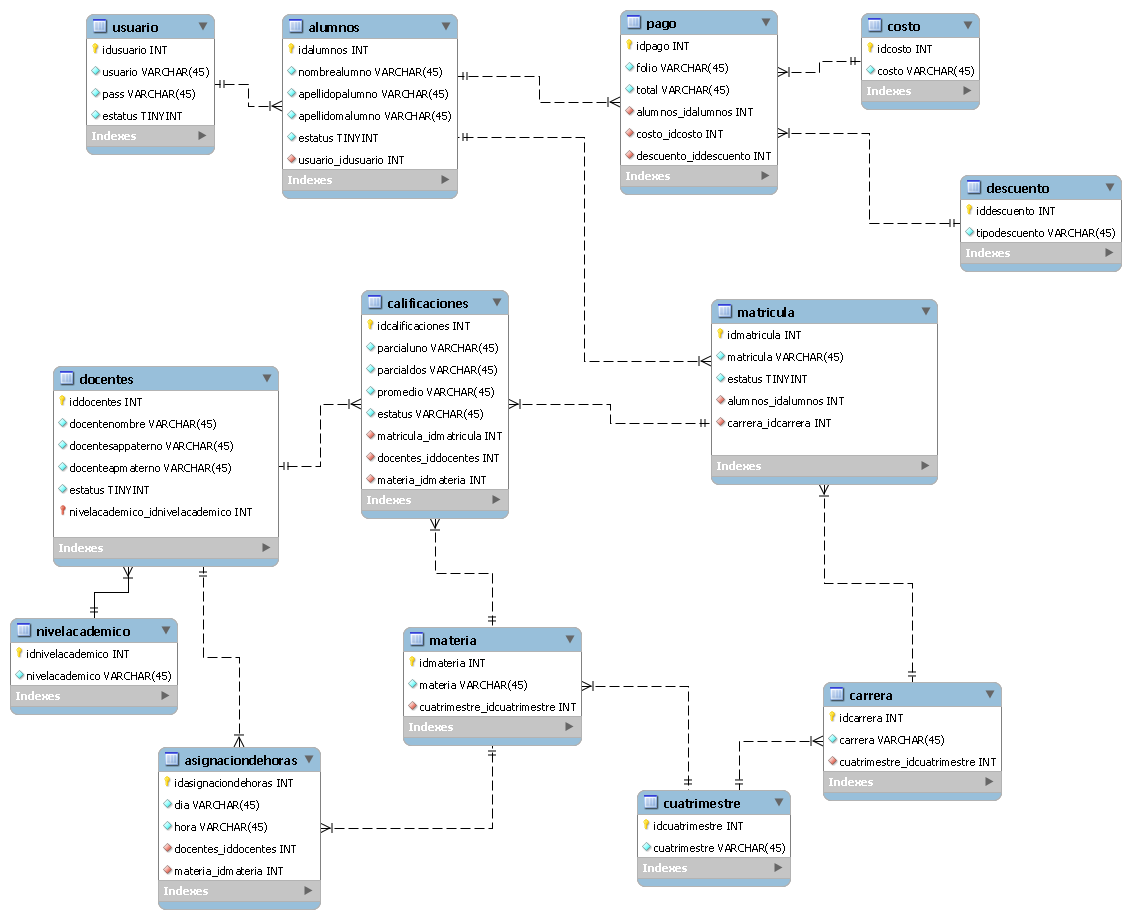 usuario
idusuario INT
usuario VARCHAR(45)
pass VARCHAR(45)
estatus TINYINT
Indexes
alumnos
idalumnos INT
nombrealumno VARCHAR(45)
apellidopalumno VARCHAR(45)
apellidomalumno VARCHAR(45)
estatus TINYINT
usuario_idusuario INT
Indexes
pago
idpago INT
folio VARCHAR(45)
total VARCHAR(45)
alumnos_idalumnos INT
costo_idcosto INT
descuento_iddescuento INT
Indexes
costo
idcosto INT
costo VARCHAR(45)
Indexes
descuento
iddescuento INT
tipodescuento VARCHAR(45)
Indexes
calificaciones
idcalificaciones INT
parcialuno VARCHAR(45)
parcialdos VARCHAR(45)
promedio VARCHAR(45)
estatus VARCHAR(45)
matricula_idmatricula INT
docentes_iddocentes INT
materia_idmateria INT
Indexes
matricula
idmatricula INT
matricula VARCHAR(45)
estatus TINYINT
alumnos_idalumnos INT
carrera_idcarrera INT
Indexes
docentes
iddocentes INT
docentenombre VARCHAR(45)
docentesappaterno VARCHAR(45)
docenteapmaterno VARCHAR(45)
estatus TINYINT
nivelacademico_idnivelacademico INT
Indexes
nivelacademico
idnivelacademico INT
nivelacademico VARCHAR(45)
Indexes
materia
idmateria INT
materia VARCHAR(45)
cuatrimestre_idcuatrimestre INT
Indexes
carrera
idcarrera INT
carrera VARCHAR(45)
cuatrimestre_idcuatrimestre INT
Indexes
asignaciondehoras
idasignaciondehoras INT
dia VARCHAR(45)
hora VARCHAR(45)
docentes_iddocentes INT
materia_idmateria INT
Indexes
cuatrimestre
idcuatrimestre INT
cuatrimestre VARCHAR(45)
Indexes